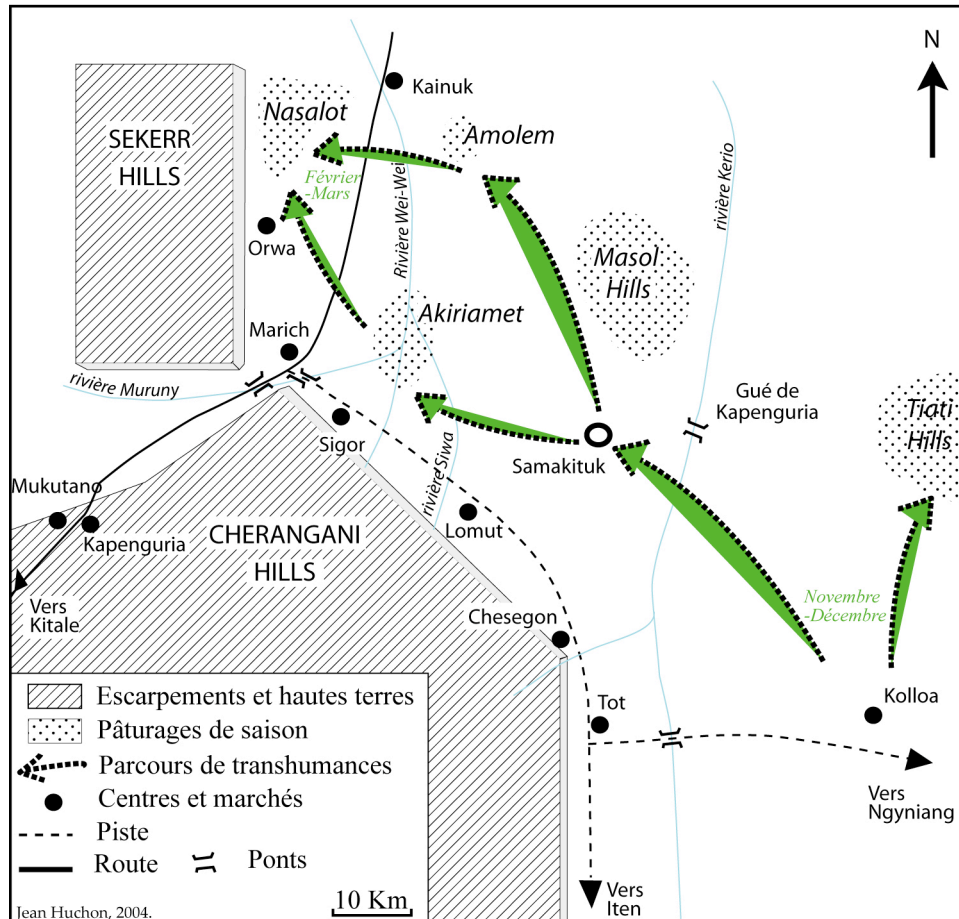 N
Kainuk
Nasalot
Amolem
SEKERR
HILLS
Février
-Mars
rivière Kerio
Rivière Wei-Wei
Orwa
Masol
Hills
Akiriamet
Marich
rivière Muruny
Gué de
Kapenguria
Tiati
Hills
Sigor
Samakituk
rivière Siwa
Mukutano
Kapenguria
Lomut
CHERANGANI
HILLS
Vers
Kitale
Novembre
-Décembre
Chesegon
Tot
Kolloa
Vers
Ngyniang
Vers
Iten
Escarpements et hautes terres
Pâturages de saison
Parcours de transhumances
Centres et marchés
Piste
Route
Ponts
Jean Huchon, 2004.
10 Km